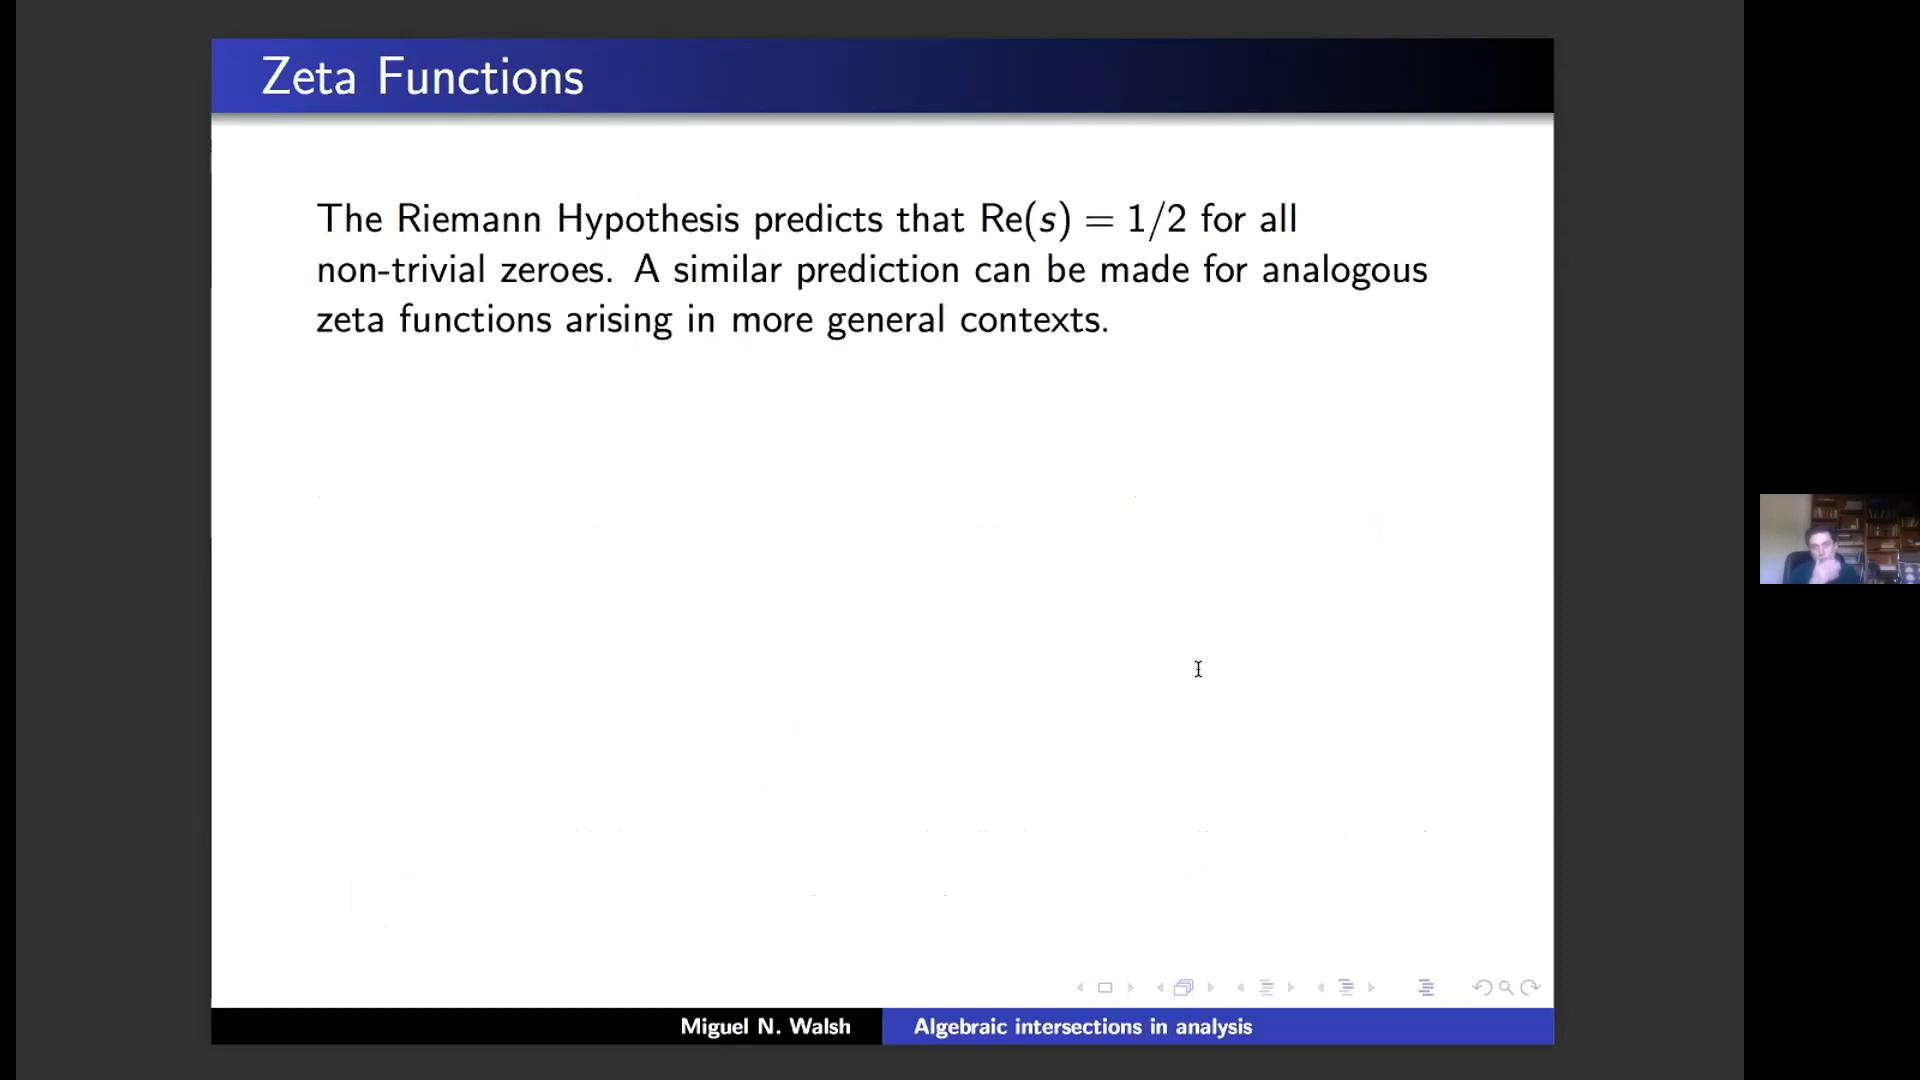 Zeta Functions
The Riemann Hypothesis predicts that Re(s) = 1/2 for all
non-trivial zeroes. A similar prediction can be made for analogous
zeta functions arising in more general contexts.
Miguel N. Walsh
Algebraic intersections in analysis